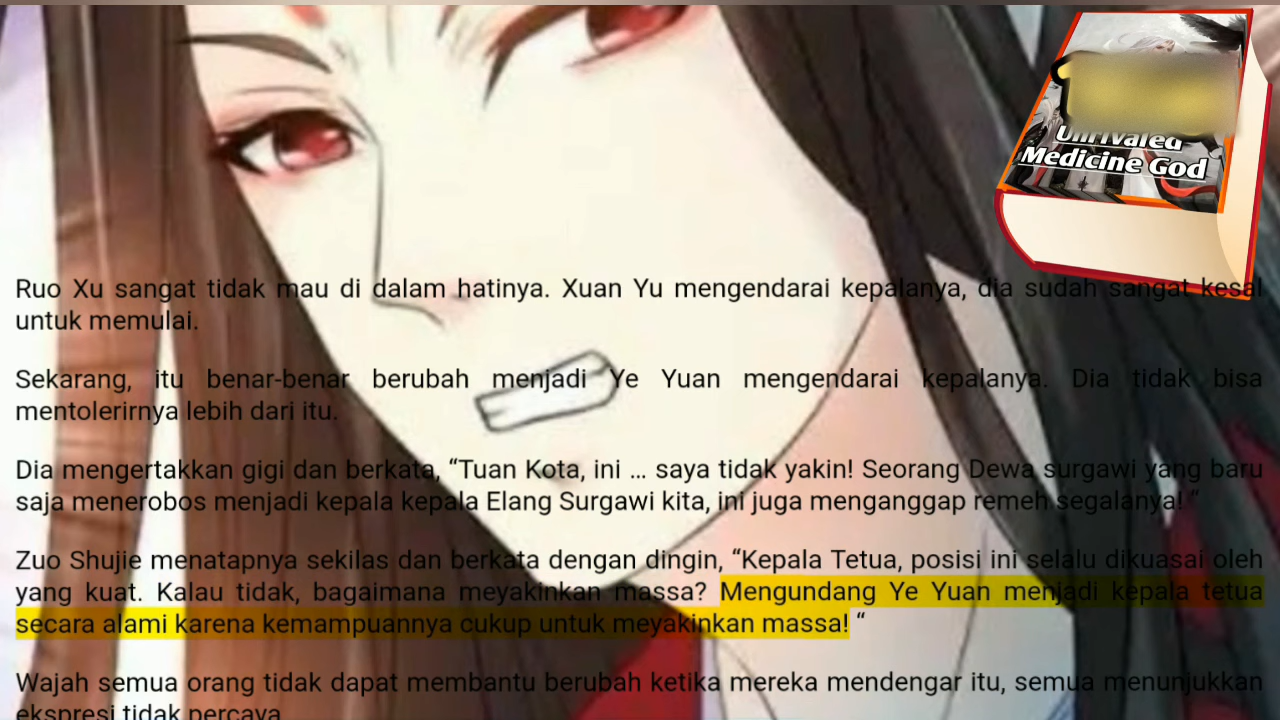 Unrivaled
Medicine God
Ruo Xu sangat tidak mau di dalam hatinya. Xuan Yu mengendarai kepalanya, dia sudah sangat kesal
untuk memulai.
Sekarang, itu benar-benar berubah menjadi Ye Yuan mengendarai kepalanya. Dia tidak bisa
mentolerirnya lebih dari itu.
Dia mengertakkan gigi dan berkata, “Tuan Kota, ini ... saya tidak yakin! Seorang Dewa surgawi yang baru
saja menerobos menjadi kepala kepala Elang Surgawi kita, ini juga menganggap remeh segalanya! “
Zuo Shujie menatapnya sekilas dan berkata dengan dingin, “Kepala Tetua, posisi ini selalu dikuasai oleh
yang kuat. Kalau tidak, bagaimana meyakinkan massa? Mengundang Ye Yuan menjadi kepala tetua
secara alami karena kemampuannya cukup untuk meyakinkan massa! “
Wajah semua orang tidak dapat membantu berubah ketika mereka mendengar itu, semua menunjukkan
ekspresi tidak percaya